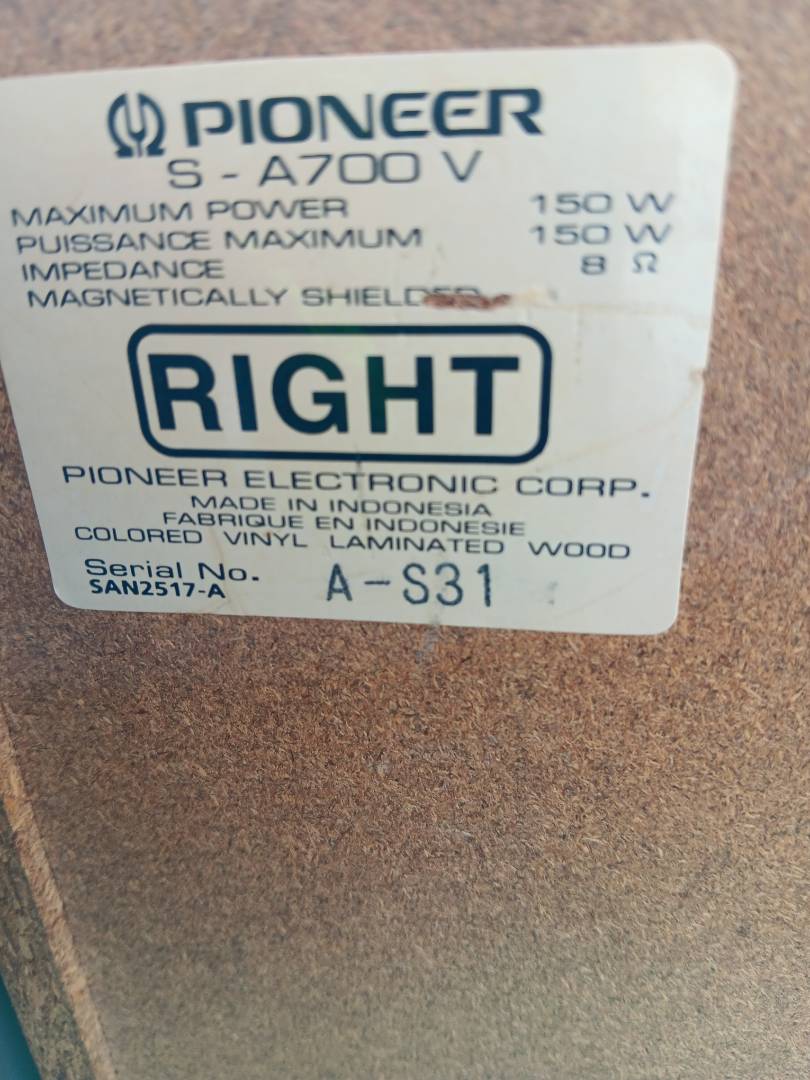 PIONEER
S - A700 V
MAXIMUM POWER 150 W
PUISSANCE MAXIMUM 150 W
IMPEDANCE 8 Ω
MAGNETICALLY SHIELDED
RIGHT
PIONEER ELECTRONIC CORP.
MADE IN INDONESIA
FABRIQUE EN INDONESIE
COLORED VINYL LAMINATED WOOD
Serial No. A-S31
SAN2517-A